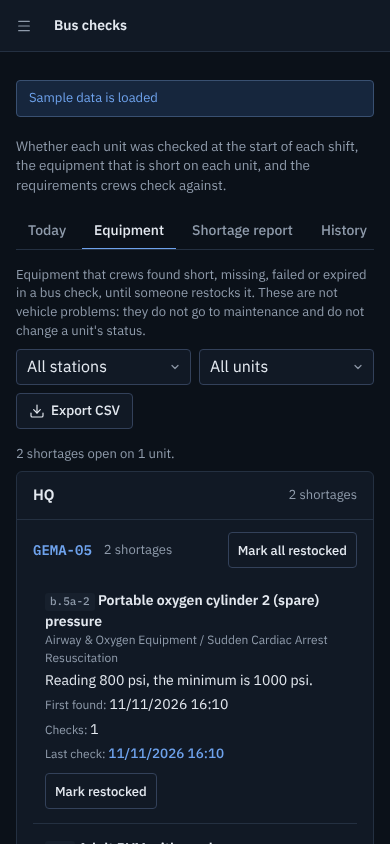 Bus checks
Sample data is loaded
Whether each unit was checked at the start of each shift,
the equipment that is short on each unit, and the
requirements crews check against.
Today Equipment Shortage report History
Equipment that crews found short, missing, failed or expired
in a bus check, until someone restocks it. These are not
vehicle problems: they do not go to maintenance and do not
change a unit's status.
All stations All units
Export CSV
2 shortages open on 1 unit.
HQ 2 shortages
GEMA-05 2 shortages Mark all restocked
b.5a-2 Portable oxygen cylinder 2 (spare)
pressure
Airway & Oxygen Equipment / Sudden Cardiac Arrest
Resuscitation
Reading 800 psi, the minimum is 1000 psi.
First found: 11/11/2026 16:10
Checks: 1
Last check: 11/11/2026 16:10
Mark restocked